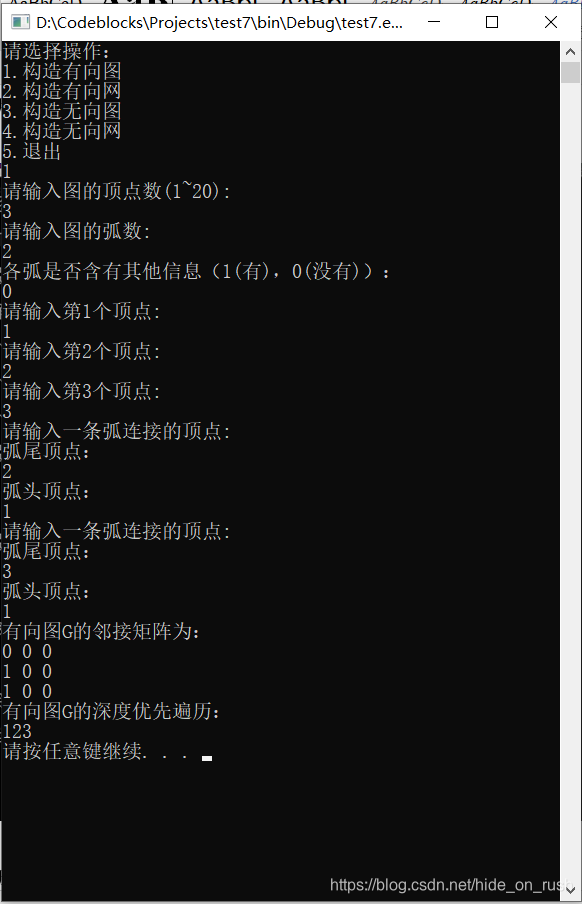 D:\Codeblocks\Projects\test7\bin\Debug\test7.e...
请选择操作:
1.构造有向图
2.构造有向网
3.构造无向图
4.构造无向网
5.退出
1
请输入图的顶点数(1~20):
3
请输入图的弧数:
2
各弧是否含有其他信息（1(有), 0(没有)）:
0
请输入第1个顶点:
1
请输入第2个顶点:
2
请输入第3个顶点:
3
请输入一条弧连接的顶点:
弧尾顶点:
2
弧头顶点:
1
请输入一条弧连接的顶点:
弧尾顶点:
3
弧头顶点:
1
有向图G的邻接矩阵为:
0 0 0
1 0 0
1 0 0
有向图G的深度优先遍历:
123
请按任意键继续. . .
https://blog.csdn.net/hide_on_rush